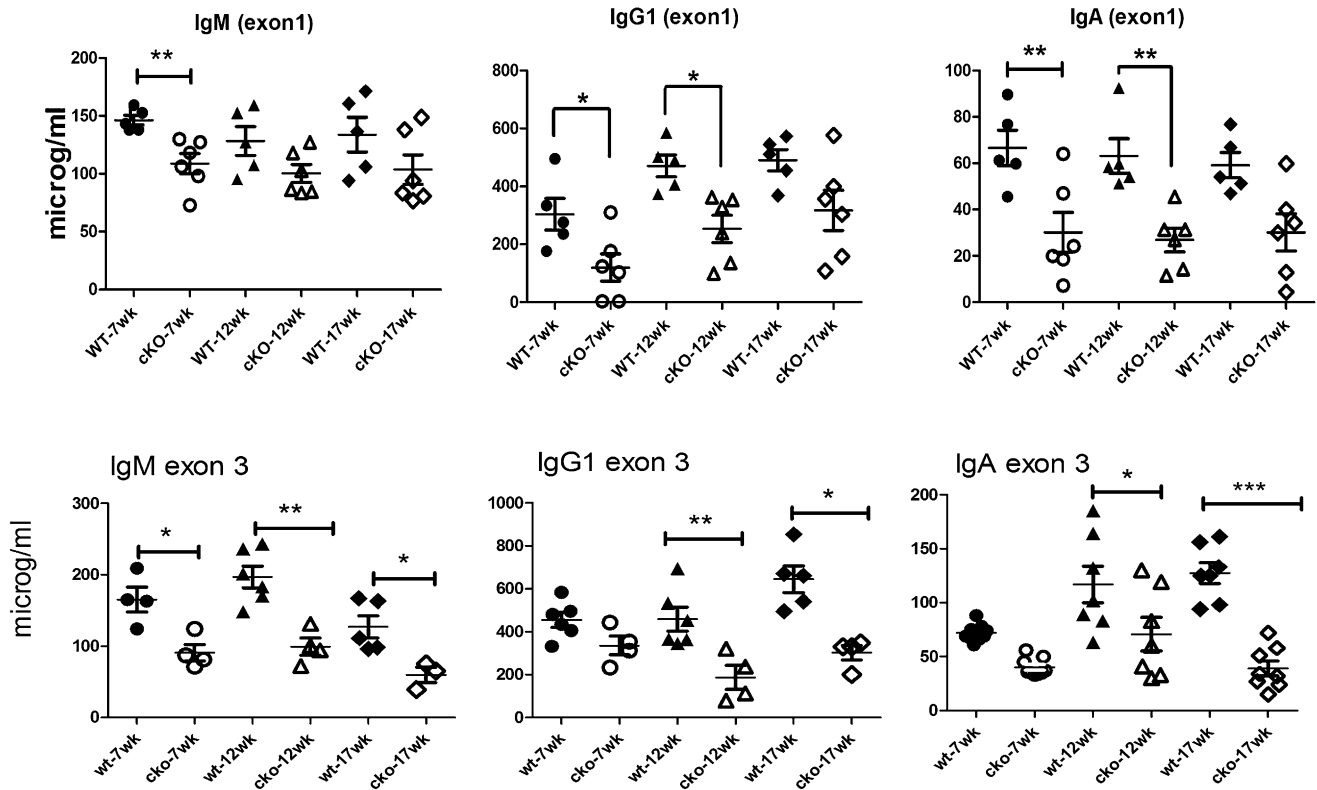 IgM (exon1)
microg/ml
200
150
100
50
0
**
WT-7wk
cKO-7wk
WT-12wk
cKO-12wk
WT-17wk
cKO-17wk
IgG1 (exon1)
800
600
400
200
0
*
*
WT-7wk
cKO-7wk
WT-12wk
cKO-12wk
WT-17wk
cKO-17wk
IgA (exon1)
100
80
60
40
20
0
**
**
WT-7wk
cKO-7wk
WT-12wk
cKO-12wk
WT-17wk
cKO-17wk
IgM exon 3
microg/ml
300
200
100
0
*
**
*
wt-7wk
cko-7wk
wt-12wk
cko-12wk
wt-17wk
cko-17wk
IgG1 exon 3
1000
800
600
400
200
0
**
*
wt-7wk
cko-7wk
wt-12wk
cko-12wk
wt-17wk
cko-17wk
IgA exon 3
200
150
100
50
0
*
***
wt-7wk
cko-7wk
wt-12wk
cko-12wk
wt-17wk
cko-17wk